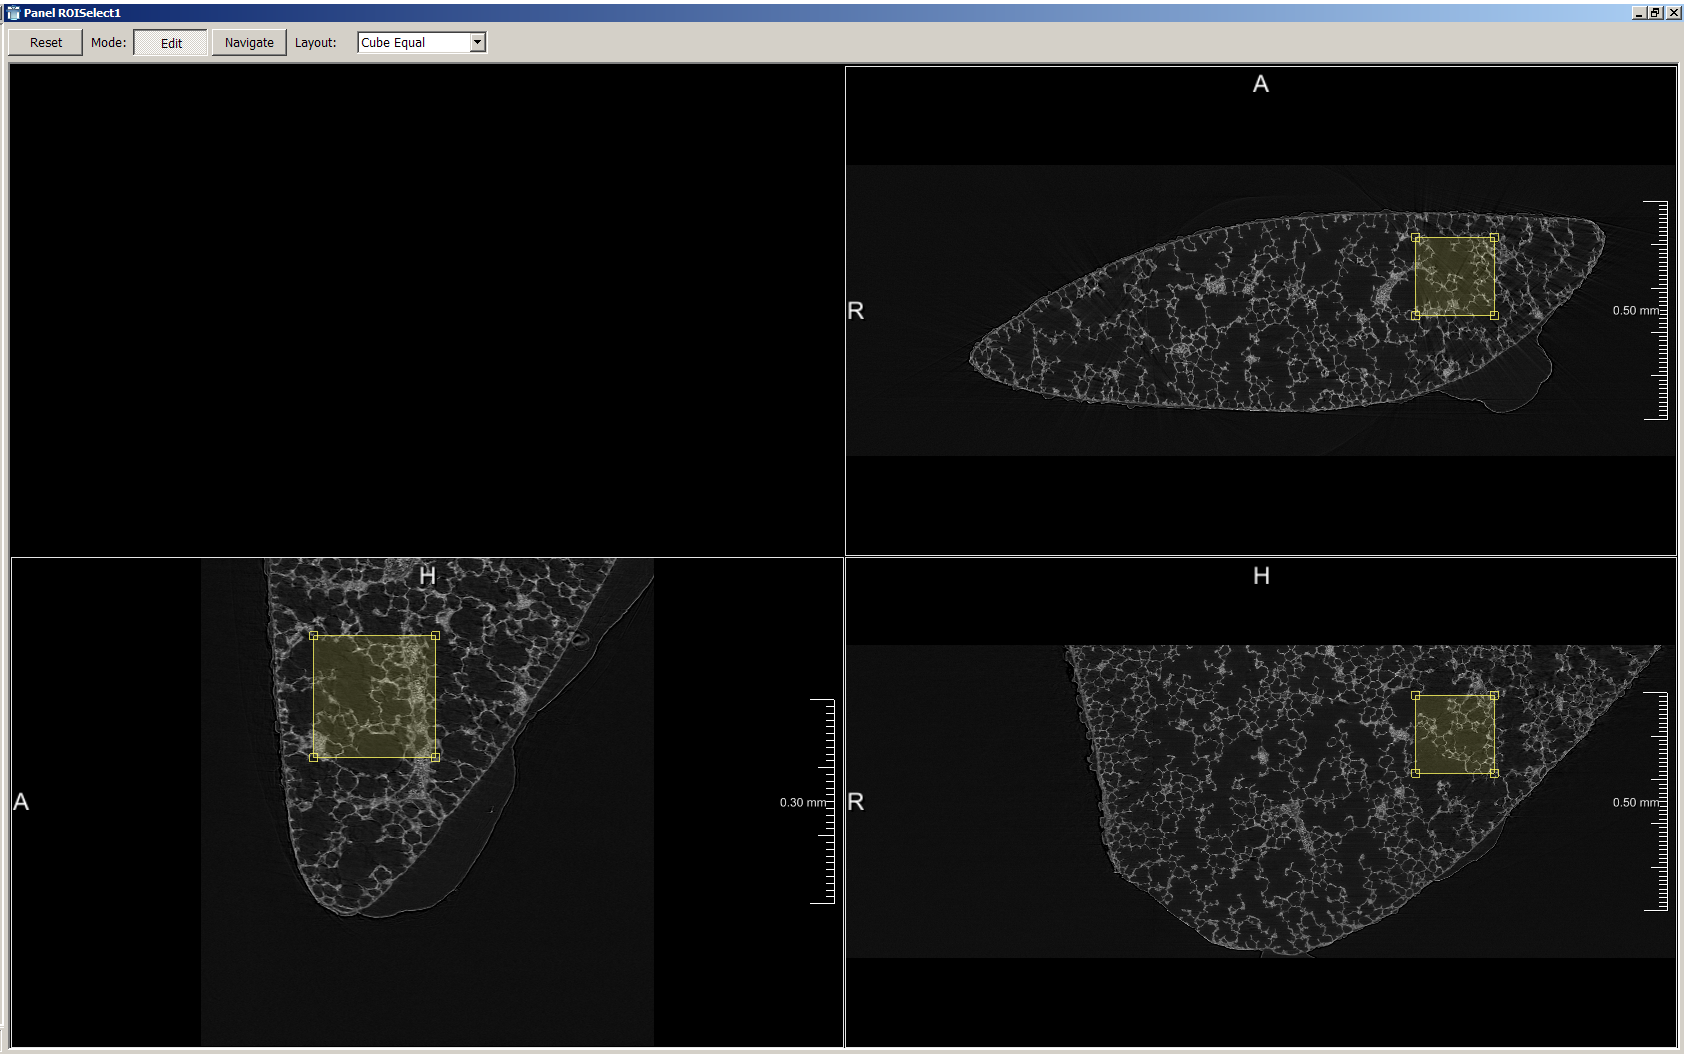 Panel ROISelect1
Reset Mode: Edit Navigate Layout: Cube Equal
A
R
0.50 mm
H
A
0.30 mm
H
R
0.50 mm